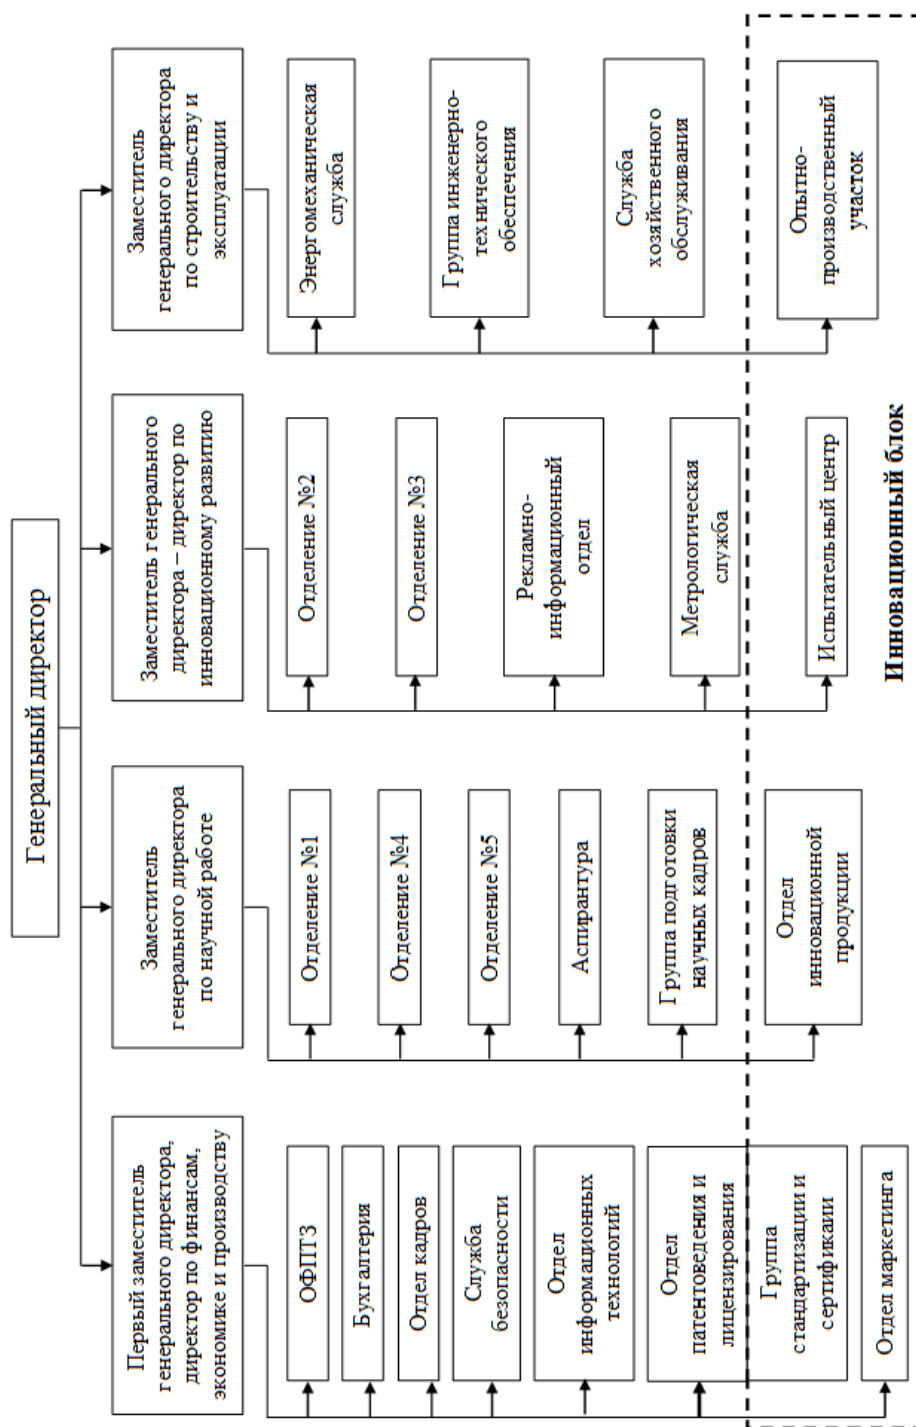 Генеральный директор
Первый заместитель
генерального директора,
директор по финансам,
экономике и производству
ОФПТЗ
Бухгалтерия
Отдел кадров
Служба
безопасности
Отдел
информационных
технологий
Отдел
патентоведения и
лицензирования
Группа
стандартизации и
сертификаии
Отдел маркетинга
Заместитель
генерального директора
по научной работе
Отделение №1
Отделение №4
Отделение №5
Аспирантура
Группа подготовки
научных кадров
Отдел
инновационной
продукции
Заместитель генерального
директора – директор по
инновационному развитию
Отделение №2
Отделение №3
Рекламно-
информационный
отдел
Метрологическая
служба
Испытательный центр
Заместитель
генерального директора
по строительству и
эксплуатации
Энергомеханическая
служба
Группа инженерно-
технического
обеспечения
Служба
хозяйственного
обслуживания
Опытно-
производственный
участок
Инновационный блок